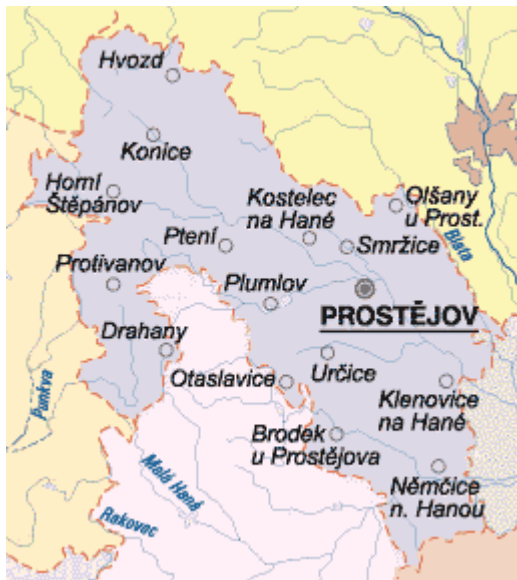 Hvozd
Konice
Horní
Štěpánov
Kostelec
na Hané
Olšany
u Prost.
Ptení
Smržice
Blata
Protivanov
Plumlov
PROSTĚJOV
Drahany
Určice
Otaslavice
Klenovice
na Hané
Punkva
Brodek
u Prostějova
Malá Haná
Němčice
n. Hanou
Rakovec